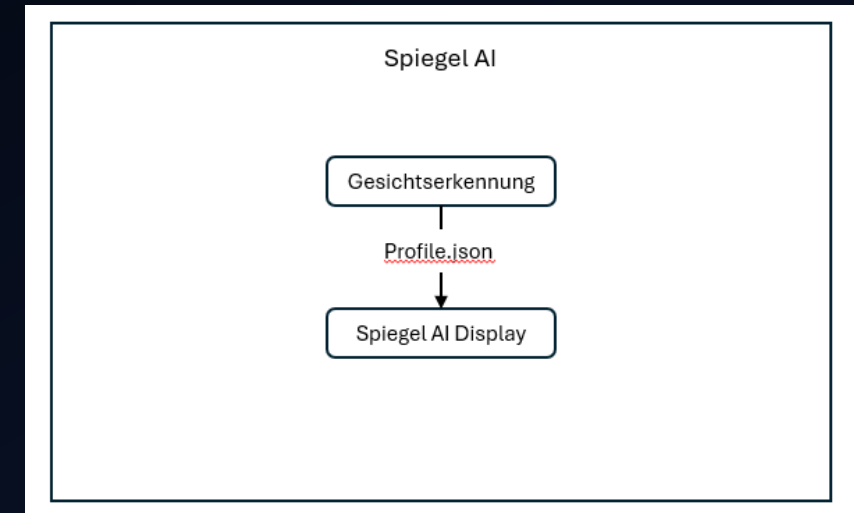 Spiegel AI
Gesichtserkennung
Profile.json
Spiegel AI Display